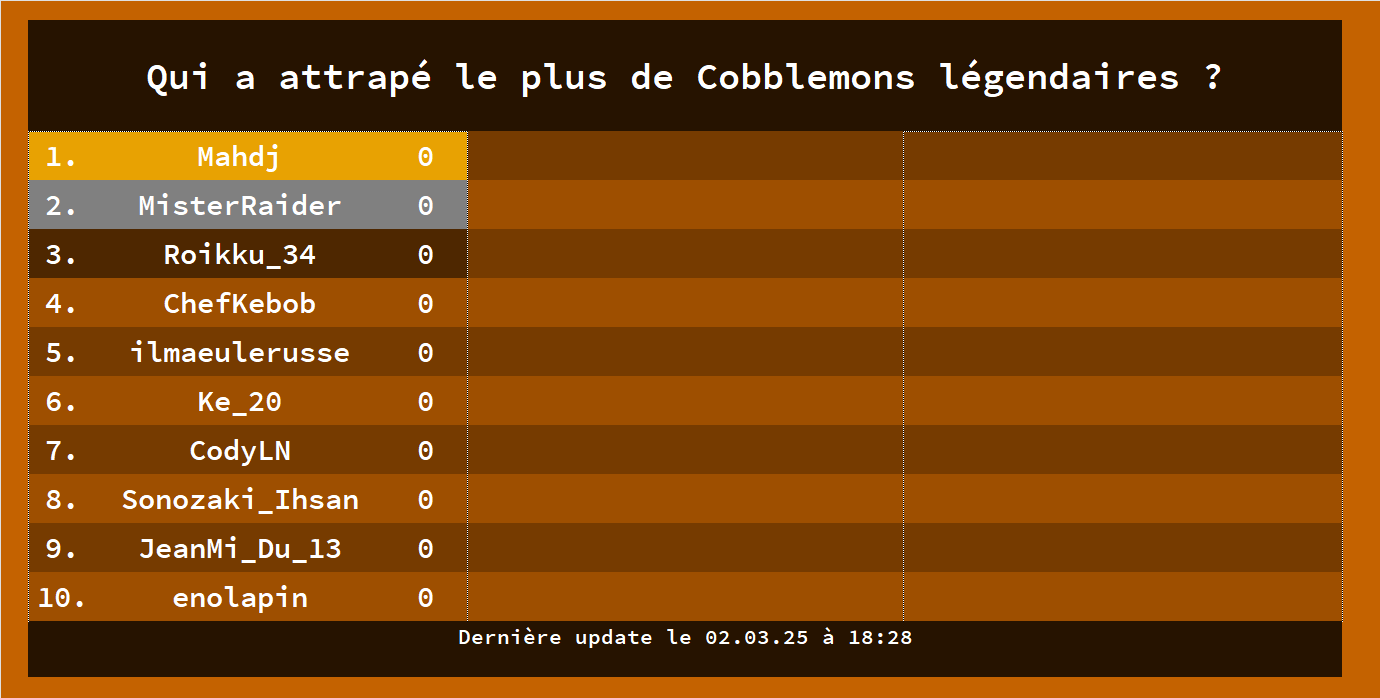 Qui a attrapé le plus de Cobblemons légendaires ?
1. Mahdj 0
2. MisterRaider 0
3. Roikku_34 0
4. ChefKebob 0
5. ilmaeulerusse 0
6. Ke_20 0
7. CodyLN 0
8. Sonozaki_Ihsan 0
9. JeanMi_Du_13 0
10. enolapin 0
Dernière update le 02.03.25 à 18:28